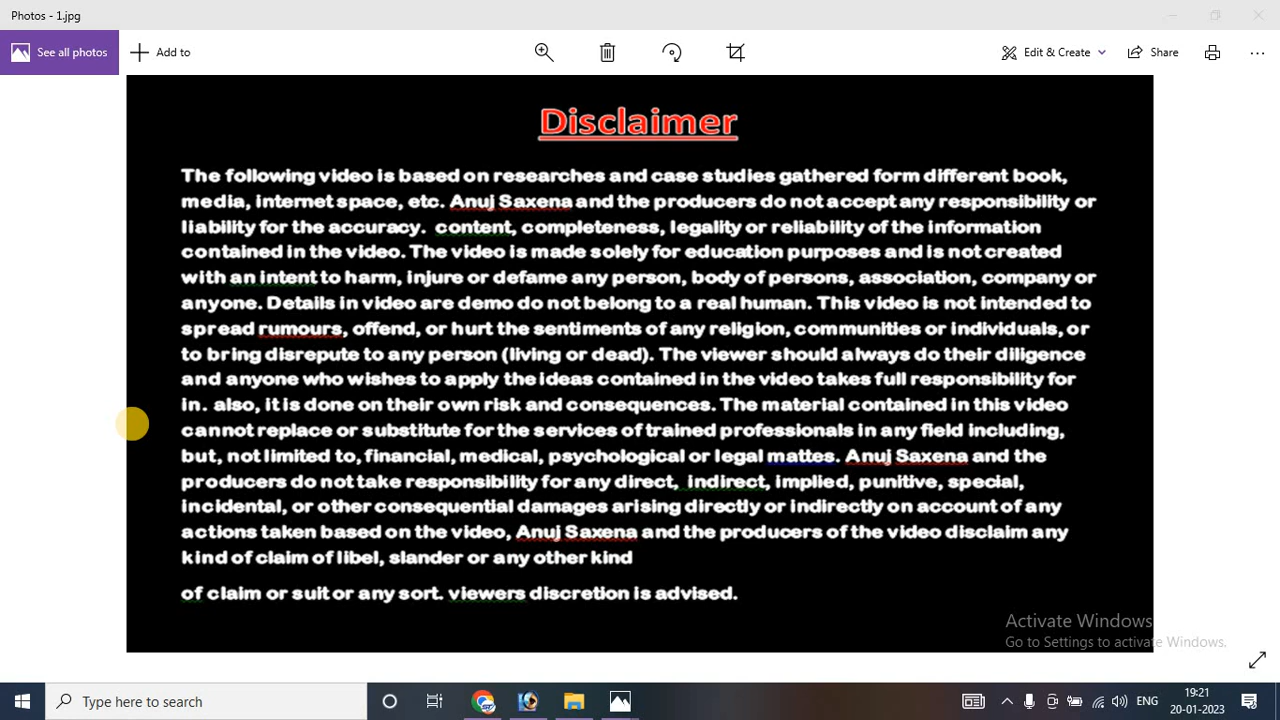 Photos - 1.jpg
See all photos
Add to
Edit & Create
Share
Disclaimer
The following video is based on researches and case studies gathered form different book,
media, internet space, etc. Anuj Saxena and the producers do not accept any responsibility or
liability for the accuracy.  content, completeness, legality or reliability of the information
contained in the video. The video is made solely for education purposes and is not created
with an intent to harm, injure or defame any person, body of persons, association, company or
anyone. Details in video are demo do not belong to a real human. This video is not intended to
spread rumours, offend, or hurt the sentiments of any religion, communities or individuals, or
to bring disrepute to any person (living or dead). The viewer should always do their diligence
and anyone who wishes to apply the ideas contained in the video takes full responsibility for
in. also, it is done on their own risk and consequences. The material contained in this video
cannot replace or substitute for the services of trained professionals in any field including,
but, not limited to, financial, medical, psychological or legal mattes. Anuj Saxena and the
producers do not take responsibility for any direct,  indirect, implied, punitive, special,
incidental, or other consequential damages arising directly or indirectly on account of any
actions taken based on the video, Anuj Saxena and the producers of the video disclaim any
kind of claim of libel, slander or any other kind
of claim or suit or any sort. viewers discretion is advised.
Activate Windows
Go to Settings to activate Windows.
Type here to search
ENG
19:21
20-01-2023